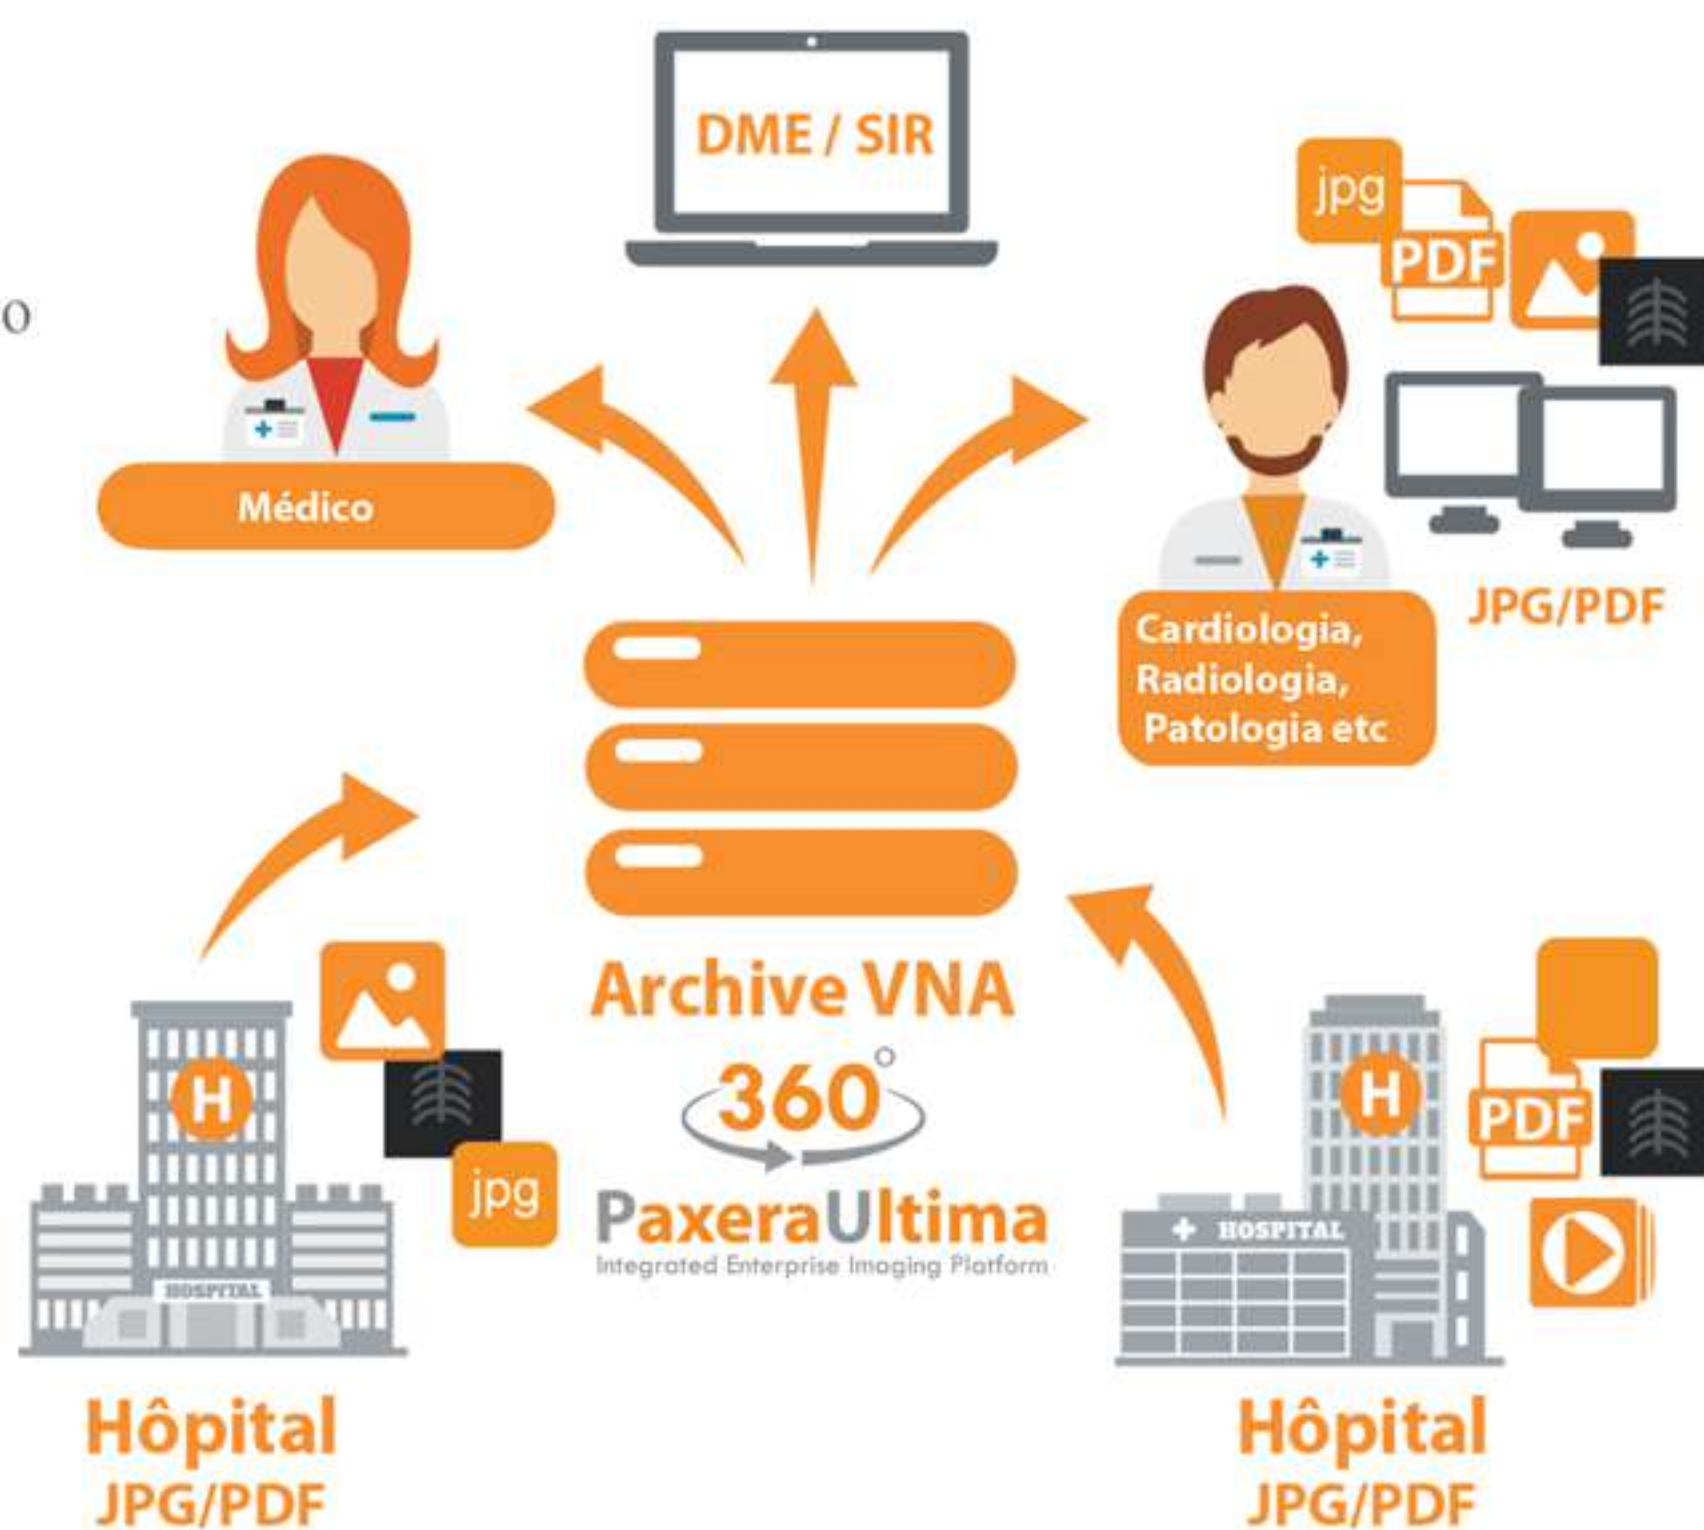 DME / SIR
jpg
PDF
o
Médico
JPG/PDF
Cardiologia,
Radiologia,
Patologia etc
Archive VNA
360°
PaxeraUltima
Integrated Enterprise Imaging Platform
H
jpg
HOSPITAL
Hôpital
JPG/PDF
H
PDF
HOSPITAL
Hôpital
JPG/PDF